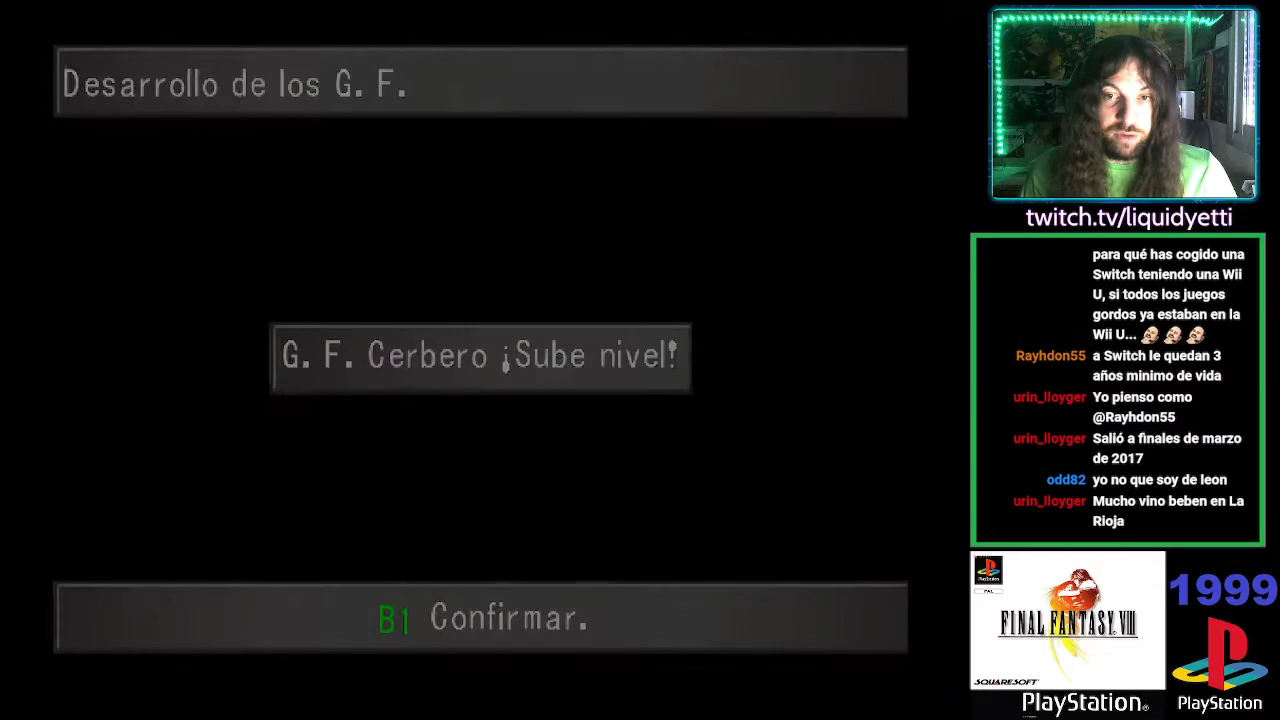 Desarrollo de los G. F.
G. F. Cerbero ¡Sube nivel!
B1 Confirmar.
twitch.tv/liquidyetti
para qué has cogido una
Switch teniendo una Wii
U, si todos los juegos
gordos ya estaban en la
Wii U...
Rayhdon55 a Switch le quedan 3
años minimo de vida
urin_lloyger Yo pienso como
@Rayhdon55
urin_lloyger Salió a finales de marzo
de 2017
odd82 yo no que soy de leon
urin_lloyger Mucho vino beben en La
Rioja
PlayStation
PAL
FINAL FANTASY VIII
SQUARESOFT
PlayStation
1999
PlayStation